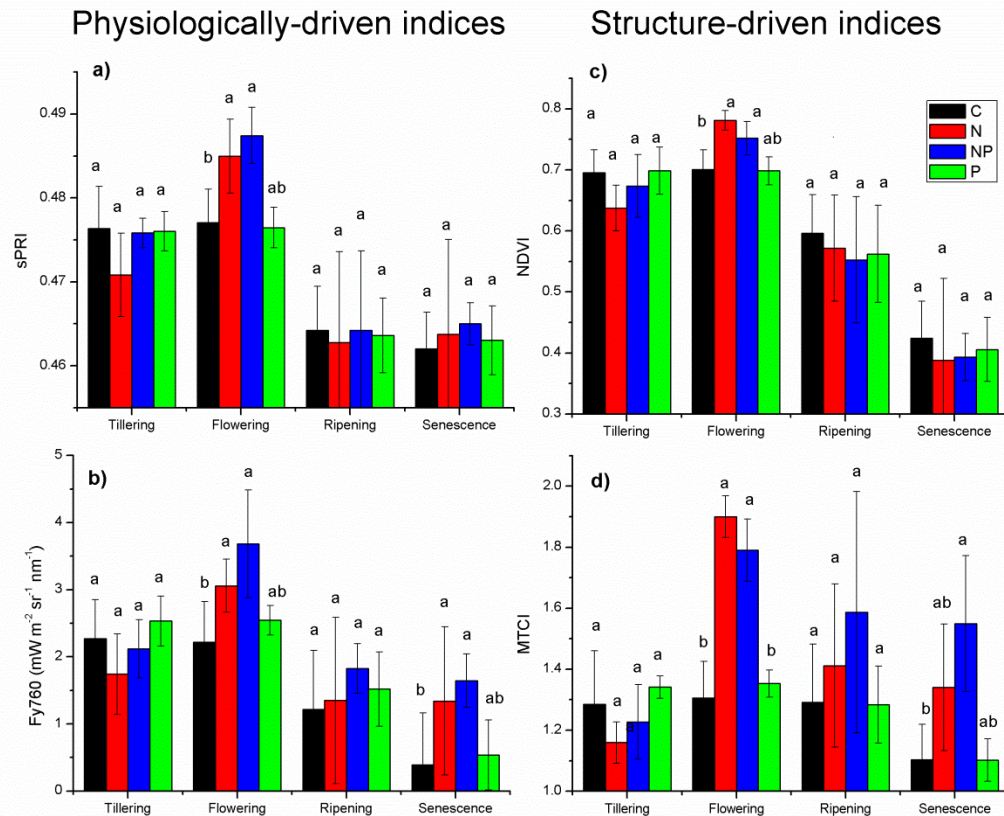 Physiologically-driven indices
Structure-driven indices
a)
sPRI
0.49
0.48
0.47
0.46
a a a a
b a a ab
a a a a
a a a a
Tillering Flowering Ripening Senescence
c)
NDVI
0.8
0.7
0.6
0.5
0.4
0.3
a a a a
b a a ab
a a a a
a a a a
C
N
NP
P
Tillering Flowering Ripening Senescence
b)
Fy760 (mW m⁻² sr⁻¹ nm⁻¹)
5
4
3
2
1
0
a a a a
b a a ab
a a a a
b a a ab
Tillering Flowering Ripening Senescence
d)
MTCI
2.0
1.8
1.6
1.4
1.2
1.0
a a a a a
b a a b
a a a a
b ab a ab
Tillering Flowering Ripening Senescence